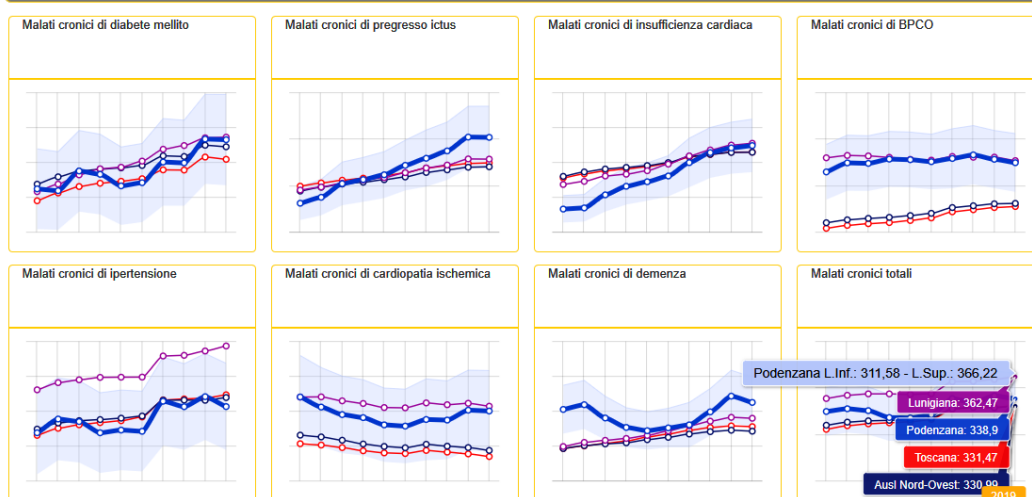 Malati cronici di diabete mellito
Malati cronici di pregresso ictus
Malati cronici di insufficienza cardiaca
Malati cronici di BPCO
Malati cronici di ipertensione
Malati cronici di cardiopatia ischemica
Malati cronici di demenza
Malati cronici totali
Podenzana L.Inf.: 311,58 - L.Sup.: 366,22
Lunigiana: 362,47
Podenzana: 338,9
Toscana: 331,47
Ausl Nord-Ovest: 330,99
2019